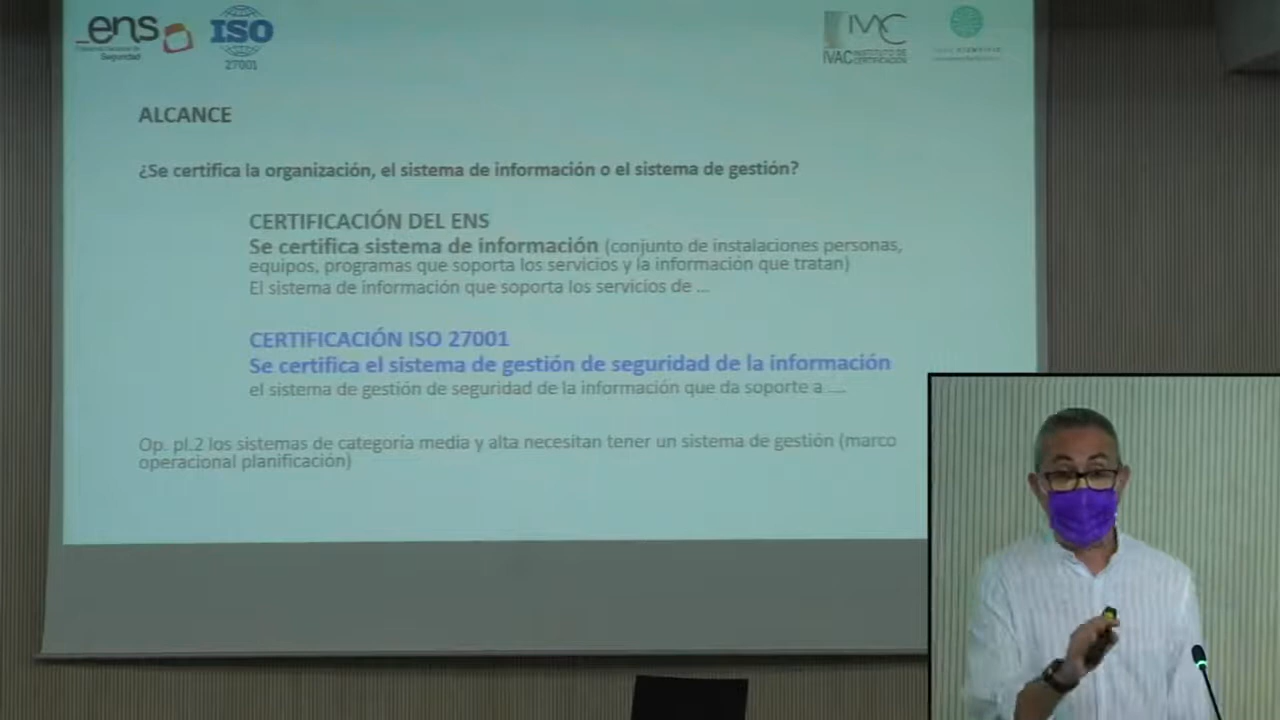 _ens
Seguridad
ISO
27001
IVAC
IVAC INSTITUTO DE
CERTIFICACIÓN
ALCANCE
¿Se certifica la organización, el sistema de información o el sistema de gestión?
CERTIFICACIÓN DEL ENS
Se certifica sistema de información (conjunto de instalaciones personas,
equipos, programas que soporta los servicios y la información que tratan)
El sistema de información que soporta los servicios de ...
CERTIFICACIÓN ISO 27001
Se certifica el sistema de gestión de seguridad de la información
el sistema de gestión de seguridad de la información que da soporte a ....
Op. pl.2 los sistemas de categoría media y alta necesitan tener un sistema de gestión (marco
operacional planificación)